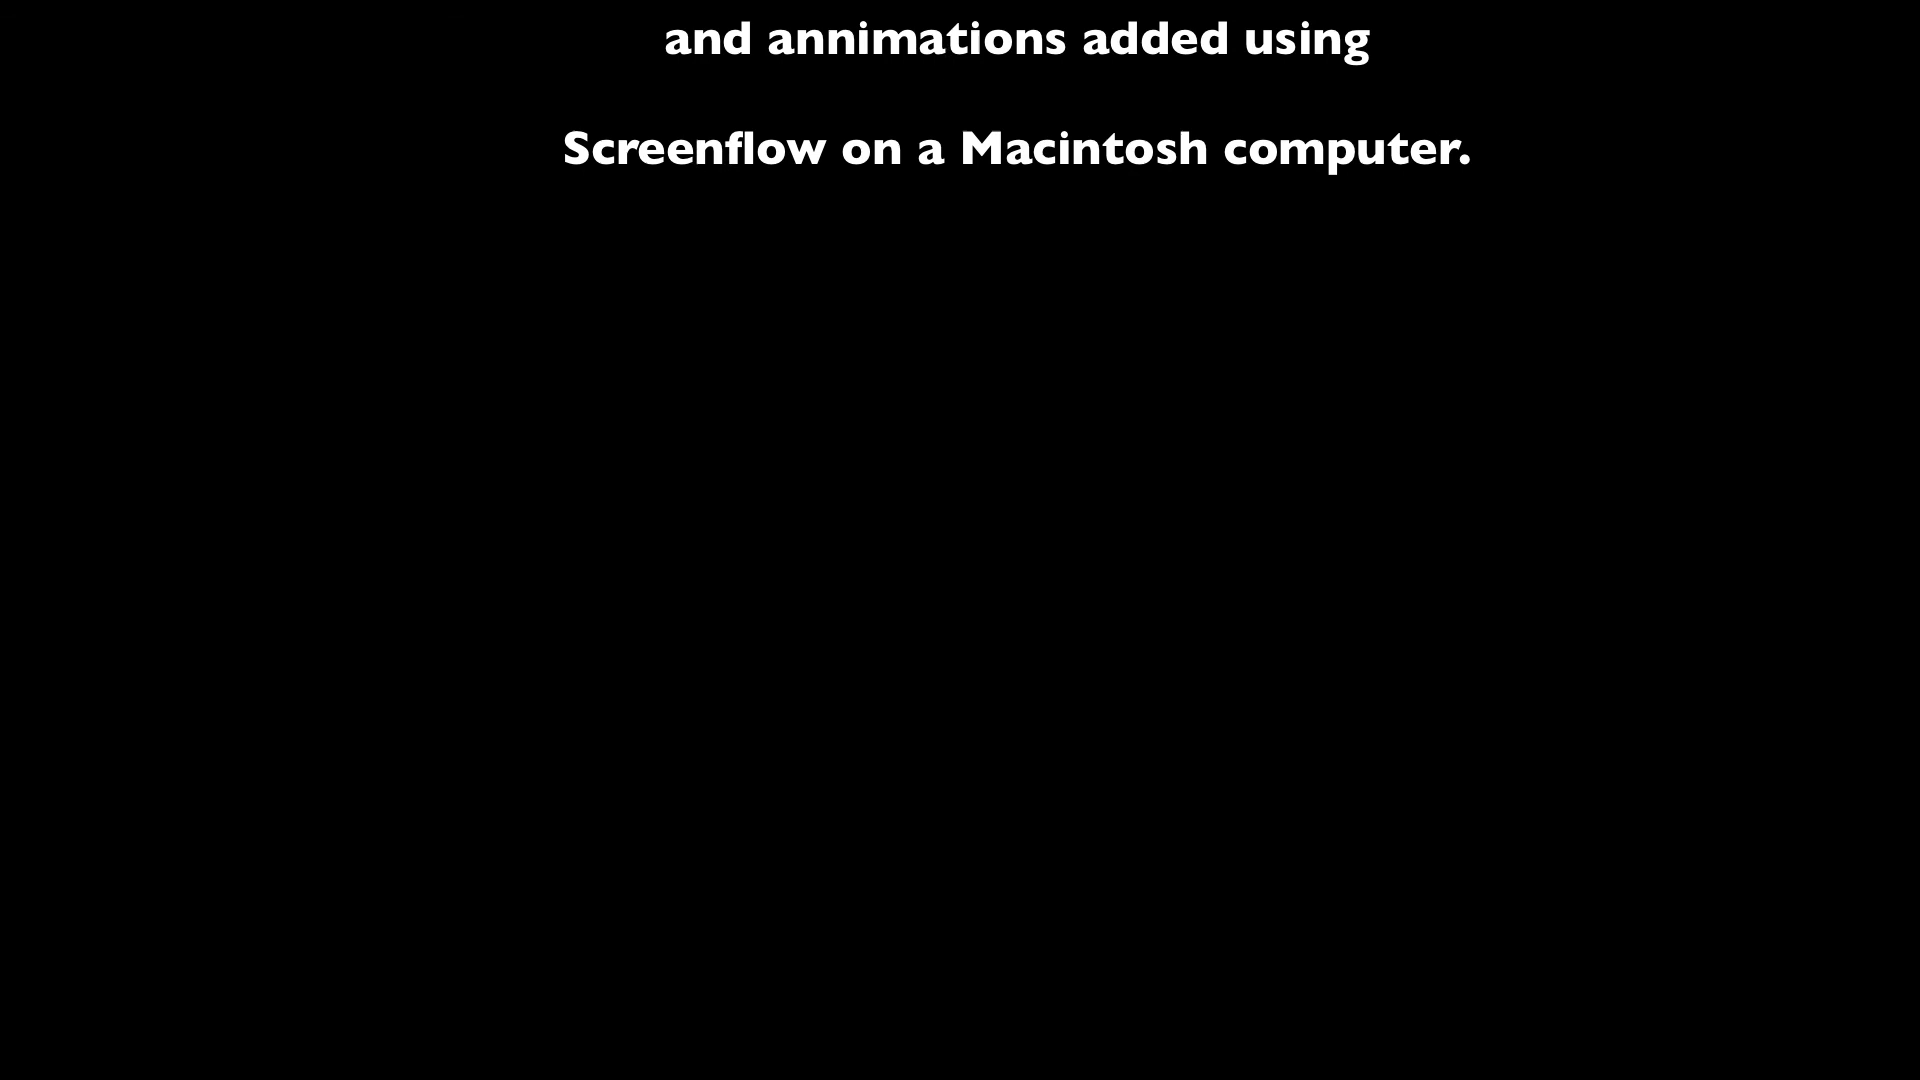 and annimations added using
Screenflow on a Macintosh computer.